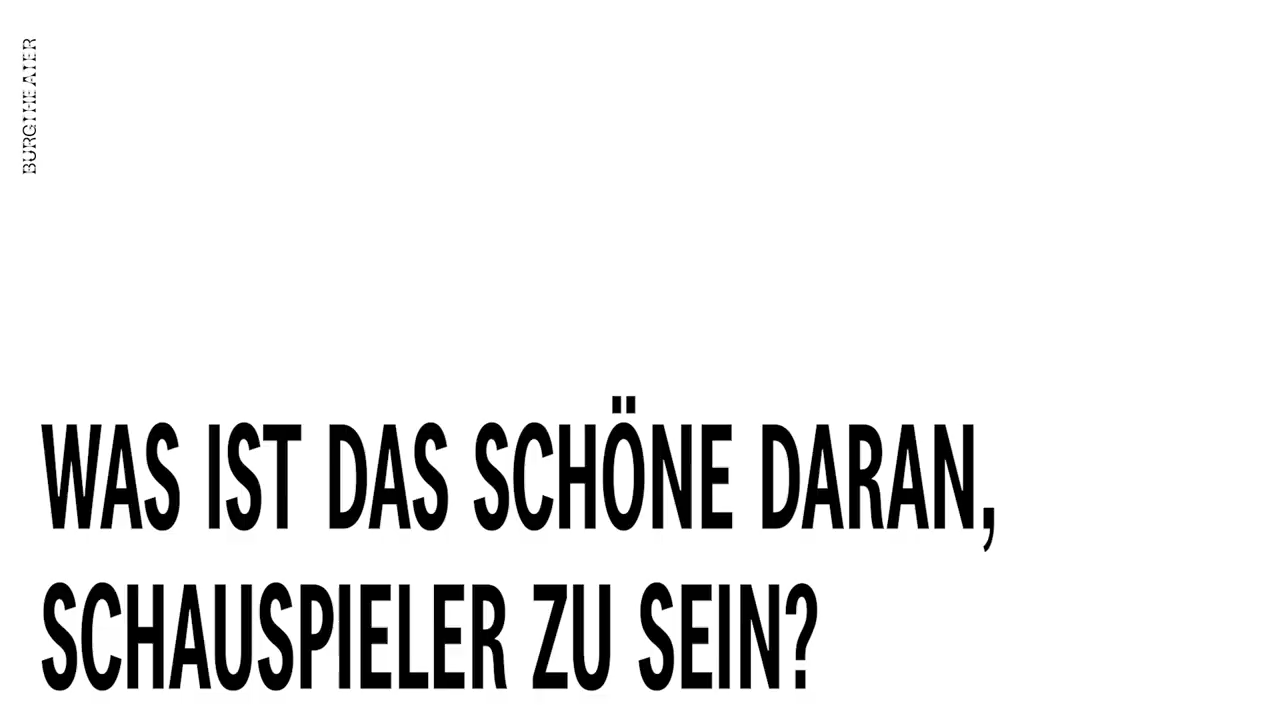 BURGTHEATER
WAS IST DAS SCHÖNE DARAN,
SCHAUSPIELER ZU SEIN?